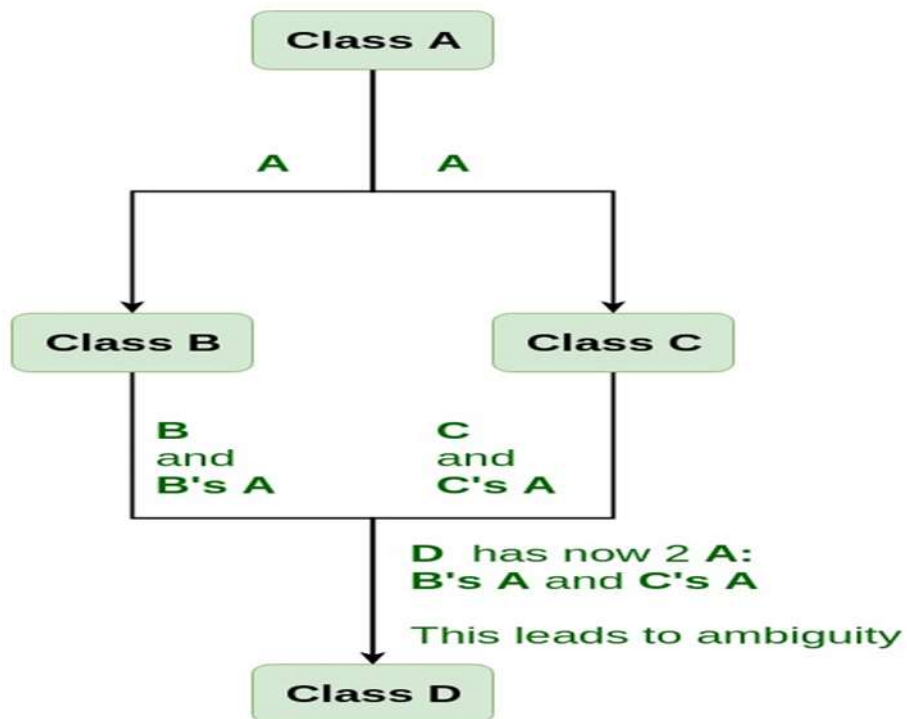 Class A
A
A
Class B
Class C
B
and
B's A
C
and
C's A
D has now 2 A:
B's A and C's A
This leads to ambiguity
Class D